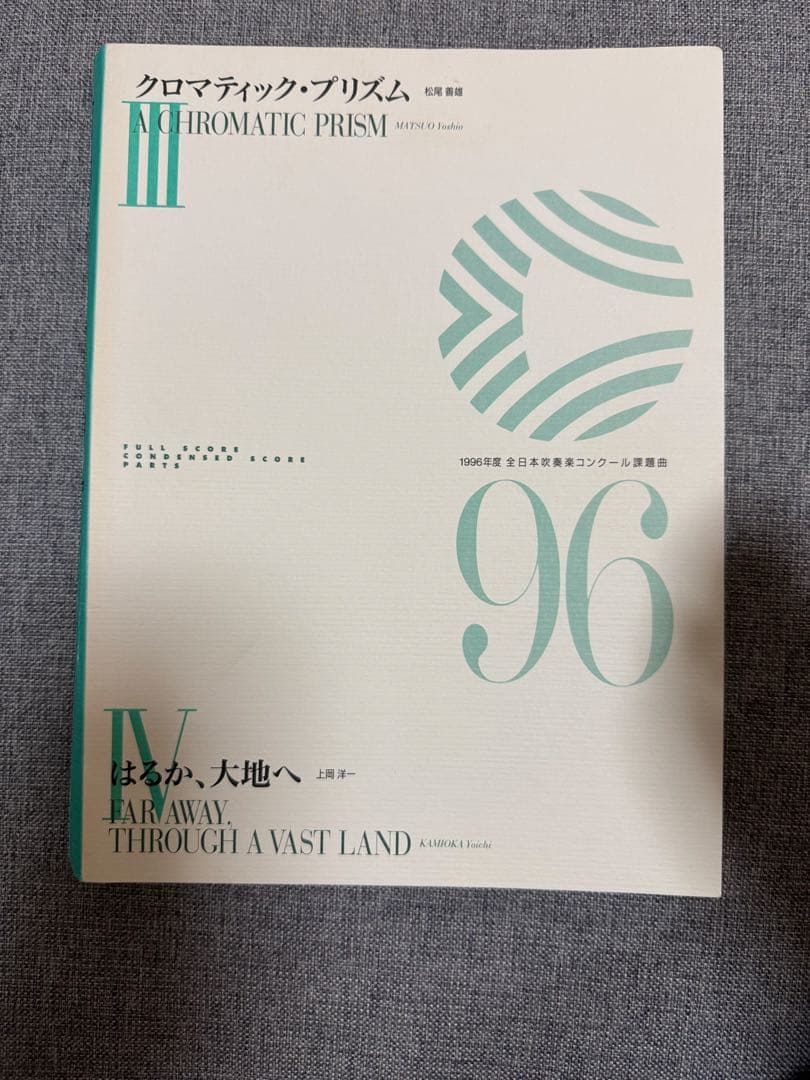 クロマティック・プリズム 松尾 善雄
III
A CHROMATIC PRISM MATSUO Yoshio
FULL SCORE
CONDENSED SCORE
PARTS
1996年度 全日本吹奏楽コンクール課題曲
96
IV
はるか、大地へ 上岡 洋一
FAR AWAY,
THROUGH A VAST LAND KAMIOKA Yoichi